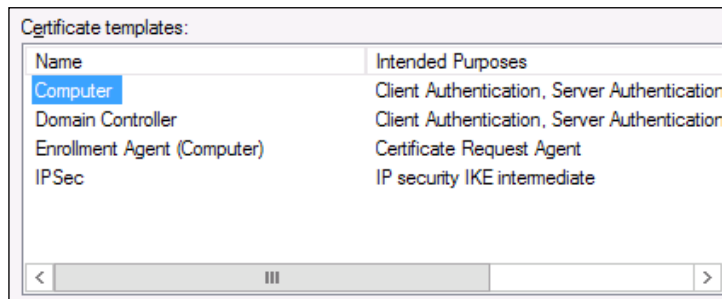 Certificate templates:
Name Intended Purposes
Computer Client Authentication, Server Authentication
Domain Controller Client Authentication, Server Authentication
Enrollment Agent (Computer) Certificate Request Agent
IPSec IP security IKE intermediate